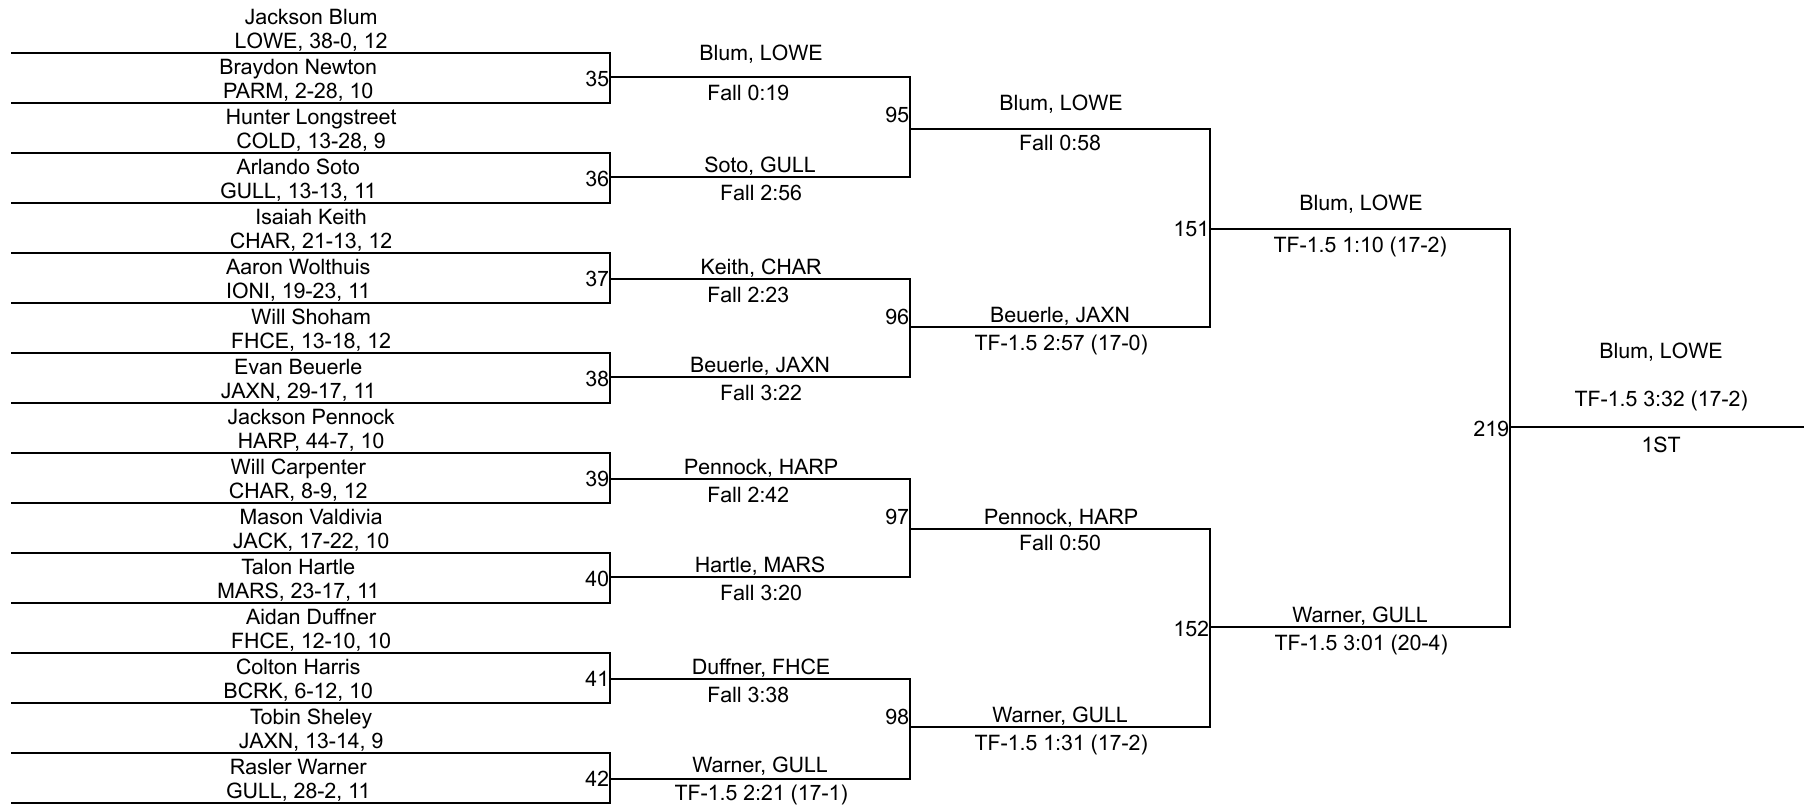 Jackson Blum
LOWE, 38-0, 12
Braydon Newton
PARM, 2-28, 10
Hunter Longstreet
COLD, 13-28, 9
Arlando Soto
GULL, 13-13, 11
Isaiah Keith
CHAR, 21-13, 12
Aaron Wolthuis
IONI, 19-23, 11
Will Shoham
FHCE, 13-18, 12
Evan Beuerle
JAXN, 29-17, 11
Jackson Pennock
HARP, 44-7, 10
Will Carpenter
CHAR, 8-9, 12
Mason Valdivia
JACK, 17-22, 10
Talon Hartle
MARS, 23-17, 11
Aidan Duffner
FHCE, 12-10, 10
Colton Harris
BCRK, 6-12, 10
Tobin Sheley
JAXN, 13-14, 9
Rasler Warner
GULL, 28-2, 11
35
36
37
38
39
40
41
42
Blum, LOWE
Fall 0:19
Soto, GULL
Fall 2:56
Keith, CHAR
Fall 2:23
Beuerle, JAXN
Fall 3:22
Pennock, HARP
Fall 2:42
Hartle, MARS
Fall 3:20
Duffner, FHCE
Fall 3:38
Warner, GULL
TF-1.5 2:21 (17-1)
95
96
97
98
Blum, LOWE
Fall 0:58
Beuerle, JAXN
TF-1.5 2:57 (17-0)
Pennock, HARP
Fall 0:50
Warner, GULL
TF-1.5 1:31 (17-2)
151
152
Blum, LOWE
TF-1.5 1:10 (17-2)
Warner, GULL
TF-1.5 3:01 (20-4)
219
Blum, LOWE
TF-1.5 3:32 (17-2)
1ST